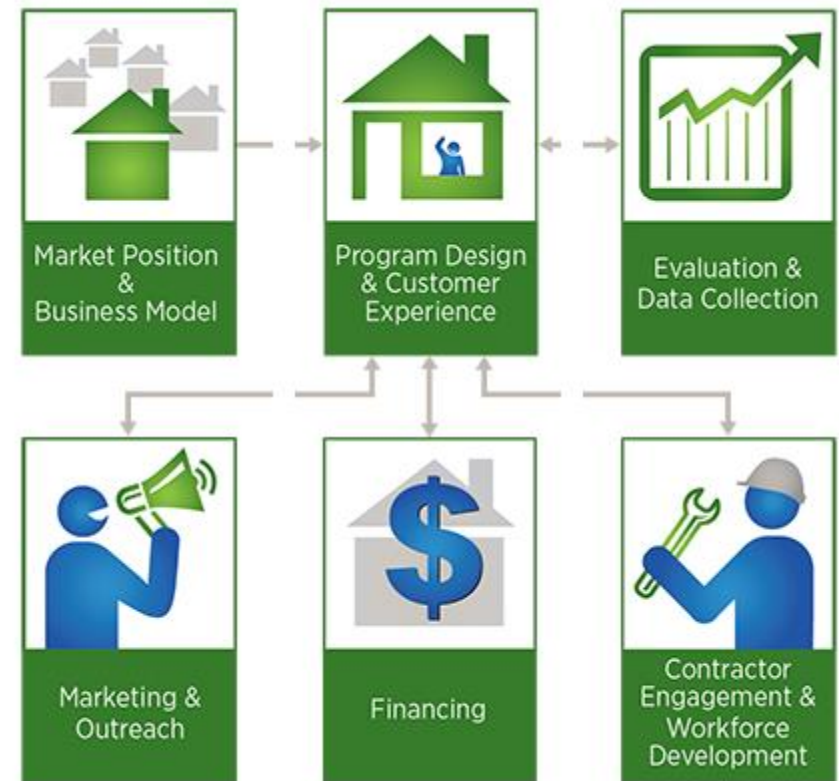 Market Position
&
Business Model
Program Design
& Customer
Experience
Evaluation &
Data Collection
Marketing &
Outreach
$
Financing
Contractor
Engagement &
Workforce
Development